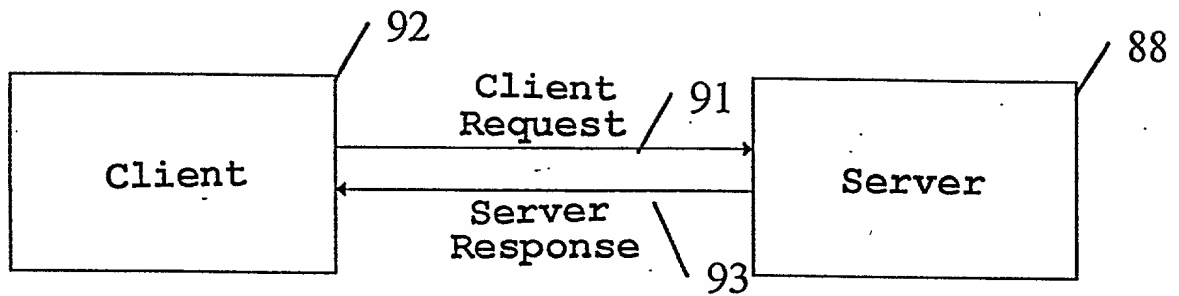 92
88
Client
Request
91
Client
Server
Server
Response
93